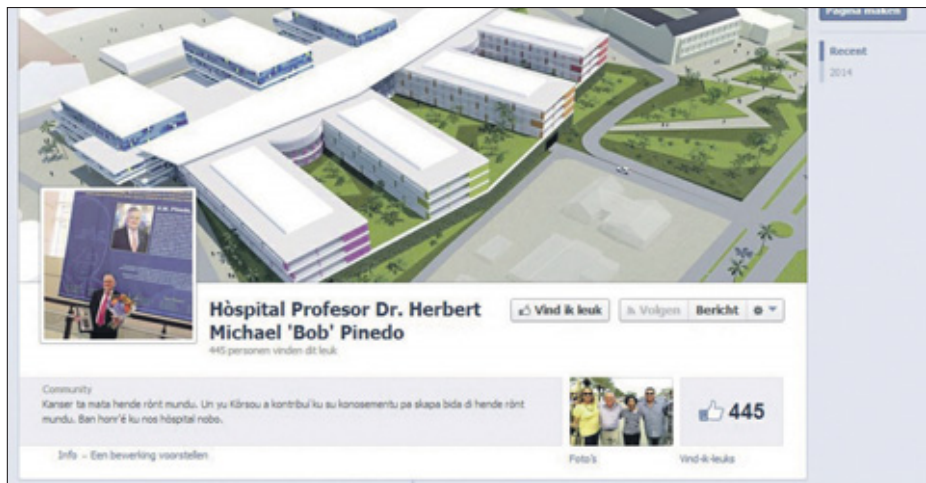 Pagina maken
Recent
2014
H.M. Pinedo
Hòspital Profesor Dr. Herbert
Michael 'Bob' Pinedo
445 personen vinden dit leuk
Vind ik leuk
Volgen
Bericht
Community
Kanser ta mata hende rònt mundu. Un yu Kòrsou a kontribuí ku su konosementu pa skapa bida di hende rònt
mundu. Ban honr'é ku nos hòspital nobo.
Info – Een bewerking voorstellen
445
Foto's
Vind-ik-leuks